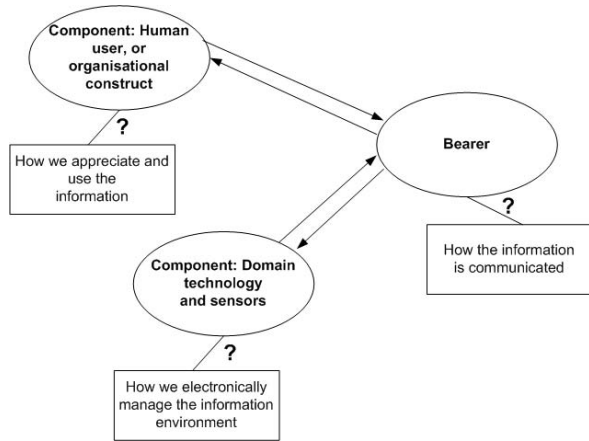 Component: Human
user, or
organisational
construct
?
How we appreciate and
use the
information
Bearer
?
How the information
is communicated
Component: Domain
technology
and sensors
?
How we electronically
manage the information
environment